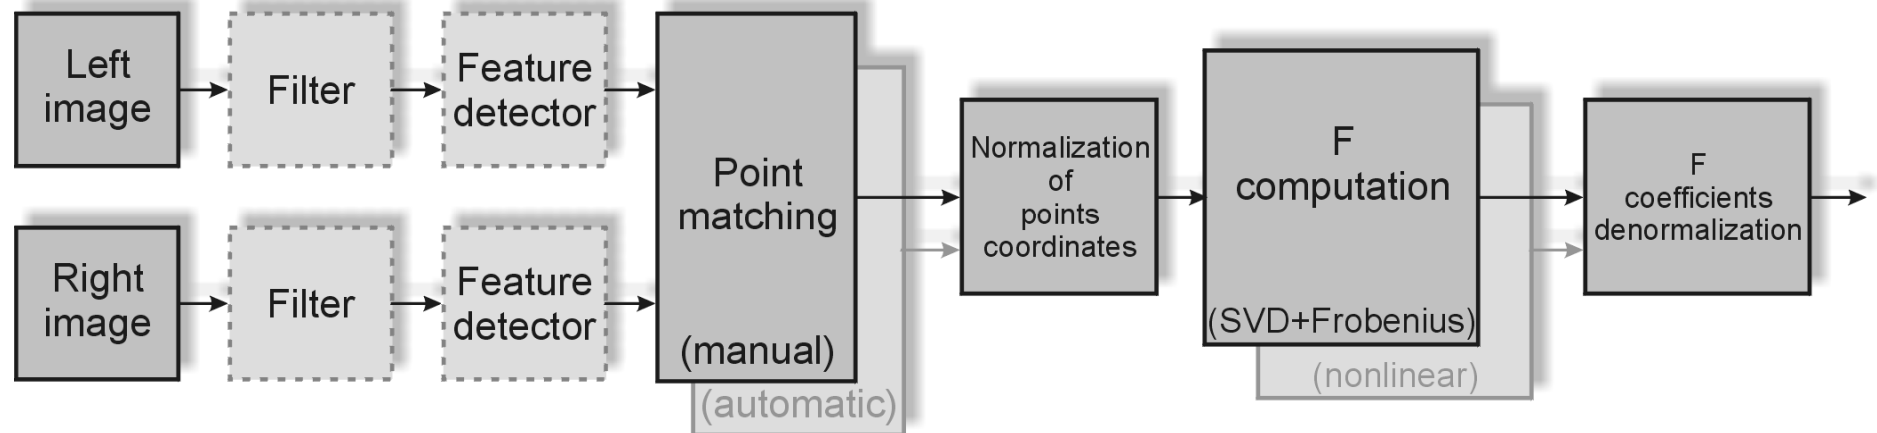 Left
image
Filter
Feature
detector
Right
image
Filter
Feature
detector
Point
matching
(manual)
(automatic)
Normalization
of
points
coordinates
F
computation
(SVD+Frobenius)
(nonlinear)
F
coefficients
denormalization